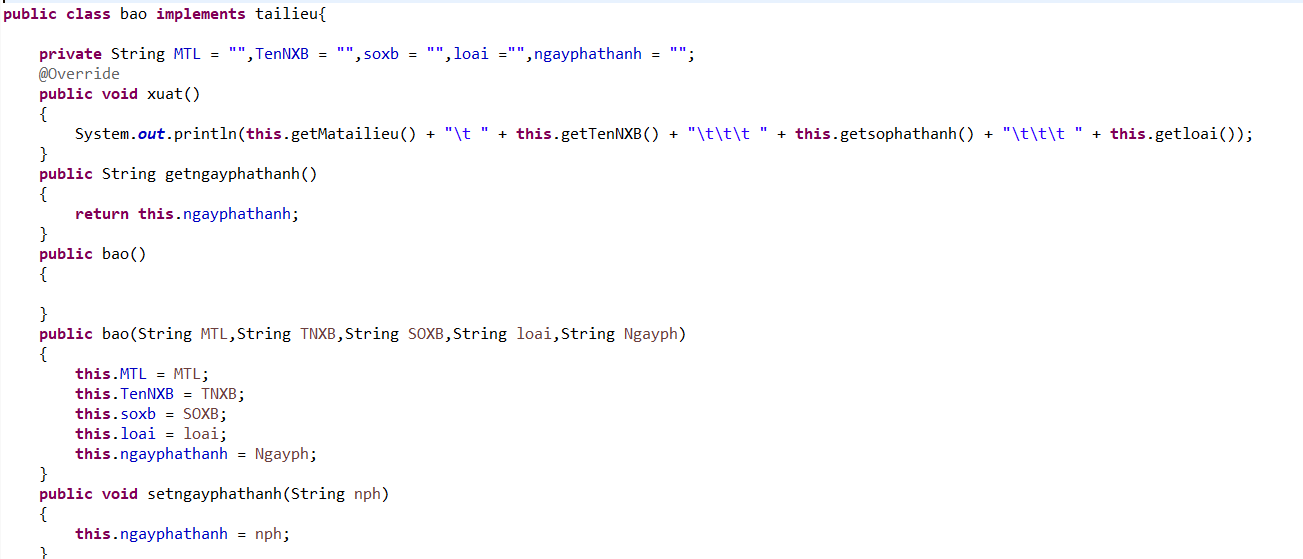 public class bao implements tailieu{
private String MTL = "",TenNXB = "",soxb = "",loai ="",ngayphathanh = "";
@Override
public void xuat()
{
System.out.println(this.getMatailieu() + "\t " + this.getTenNXB() + "\t\t\t " + this.getsophathanh() + "\t\t\t " + this.getloai());
}
public String getngayphathanh()
{
return this.ngayphathanh;
}
public bao()
{
}
public bao(String MTL,String TNXB,String SOXB,String loai,String Ngayph)
{
this.MTL = MTL;
this.TenNXB = TNXB;
this.soxb = SOXB;
this.loai = loai;
this.ngayphathanh = Ngayph;
}
public void setngayphathanh(String nph)
{
this.ngayphathanh = nph;
}